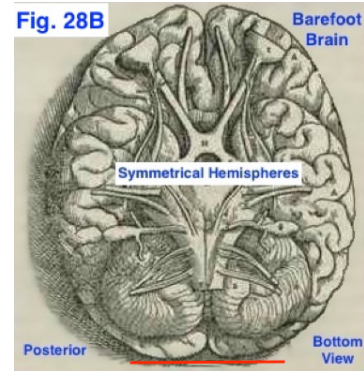 Fig. 28B
Barefoot
Brain
Symmetrical Hemispheres
Posterior
Bottom
View